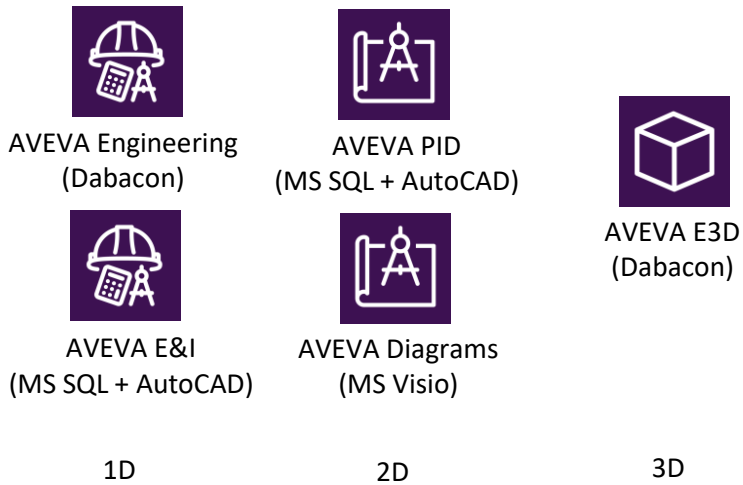 AVEVA Engineering
(Dabacon)
AVEVA PID
(MS SQL + AutoCAD)
AVEVA E3D
(Dabacon)
AVEVA E&I
(MS SQL + AutoCAD)
AVEVA Diagrams
(MS Visio)
1D
2D
3D